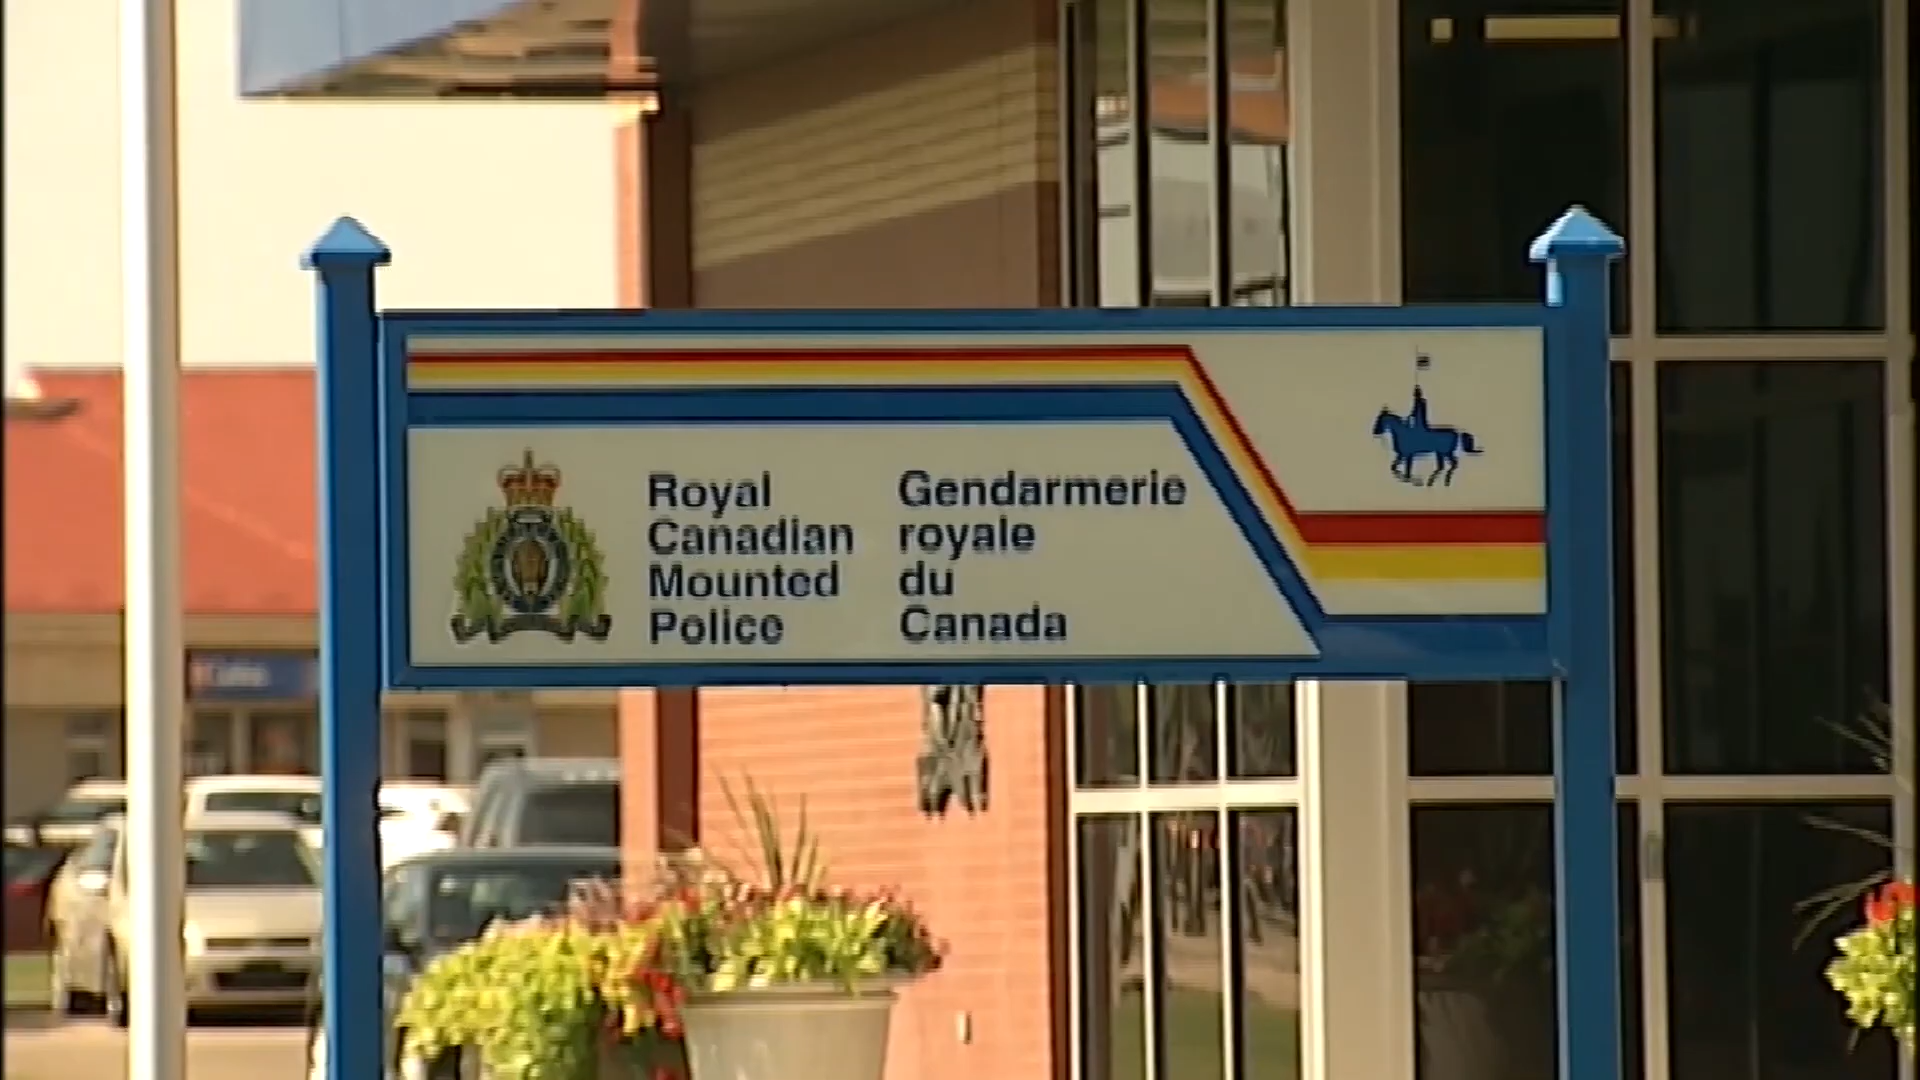 Royal
Canadian
Mounted
Police
Gendarmerie
royale
du
Canada